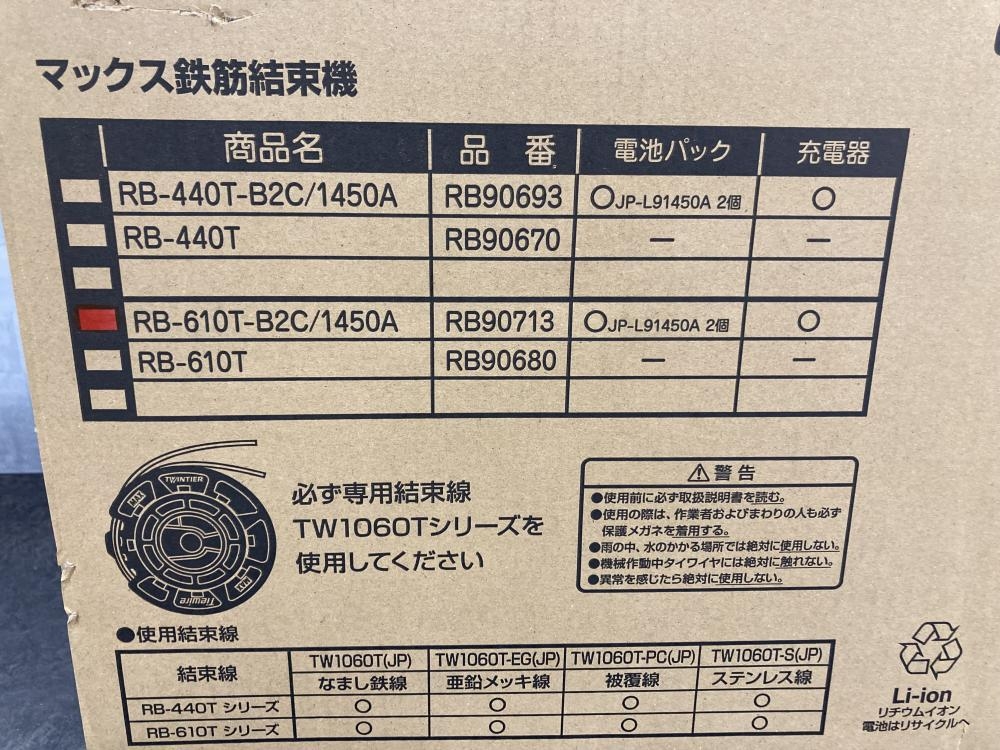 マックス鉄筋結束機
商品名 品番 電池パック 充電器
RB-440T-B2C/1450A RB90693 ○JP-L91450A 2個 ○
RB-440T RB90670 － －
RB-610T-B2C/1450A RB90713 ○JP-L91450A 2個 ○
RB-610T RB90680 － －
TWINTIER
MAX
Tiewire
必ず専用結束線
TW1060Tシリーズを
使用してください
⚠警告
●使用前に必ず取扱説明書を読む。
●使用の際は、作業者およびまわりの人も必ず
保護メガネを着用する。
●雨の中、水のかかる場所では絶対に使用しない。
●機械作動中タイワイヤには絶対に触れない。
●異常を感じたら絶対に使用しない。
●使用結束線
結束線 TW1060T(JP) TW1060T-EG(JP) TW1060T-PC(JP) TW1060T-S(JP)
なまし鉄線 亜鉛メッキ線 被覆線 ステンレス線
RB-440T シリーズ ○ ○ ○ ○
RB-610T シリーズ ○ ○ ○ ○
Li-ion
リチウムイオン
電池はリサイクルへ